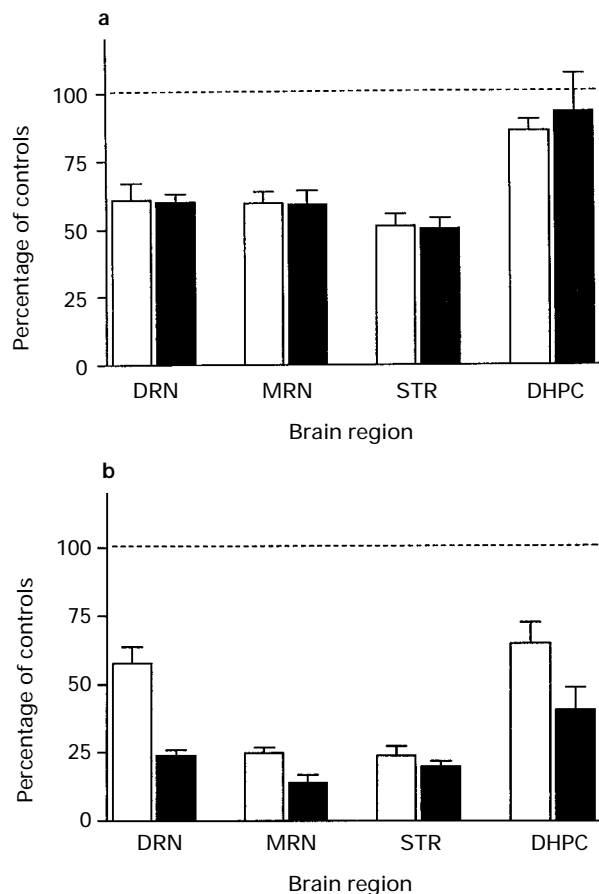 a
Percentage of controls
100
75
50
25
0
DRN MRN STR DHPC
Brain region
b
Percentage of controls
100
75
50
25
0
DRN MRN STR DHPC
Brain region